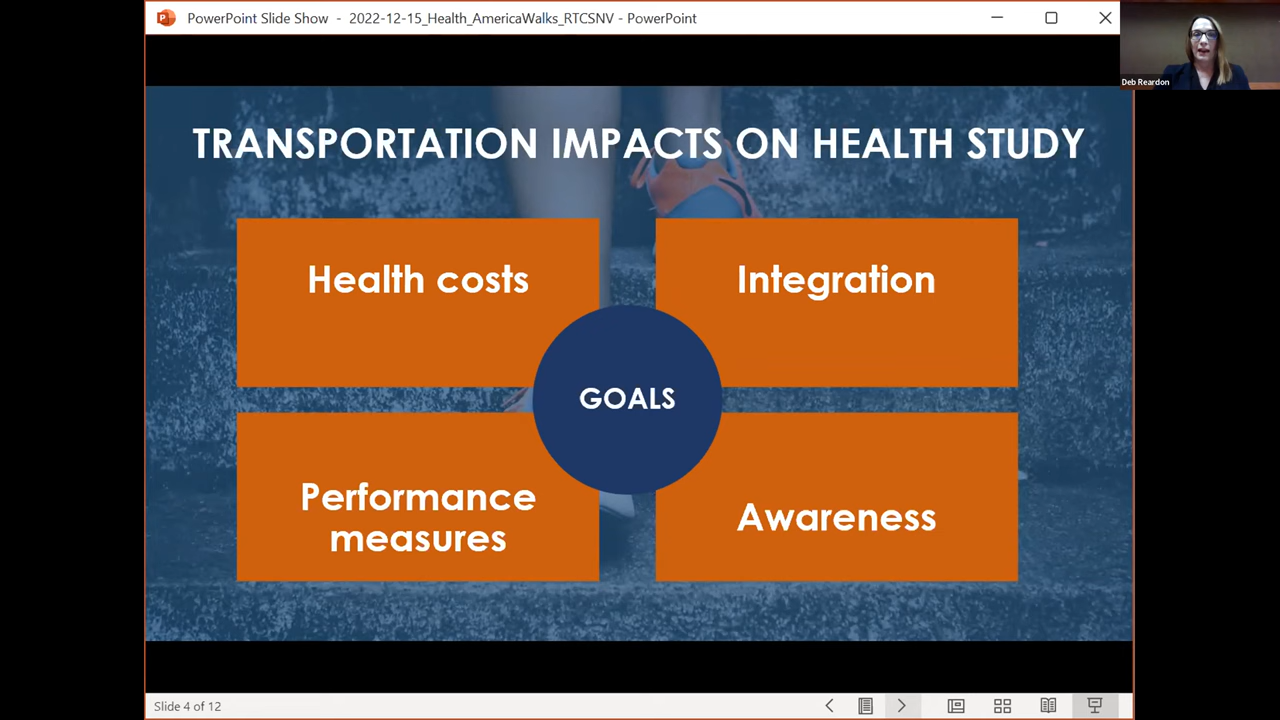 PowerPoint Slide Show - 2022-12-15_Health_AmericaWalks_RTCSNV - PowerPoint
Deb Reardon
TRANSPORTATION IMPACTS ON HEALTH STUDY
Health costs
Integration
GOALS
Performance
measures
Awareness
Slide 4 of 12